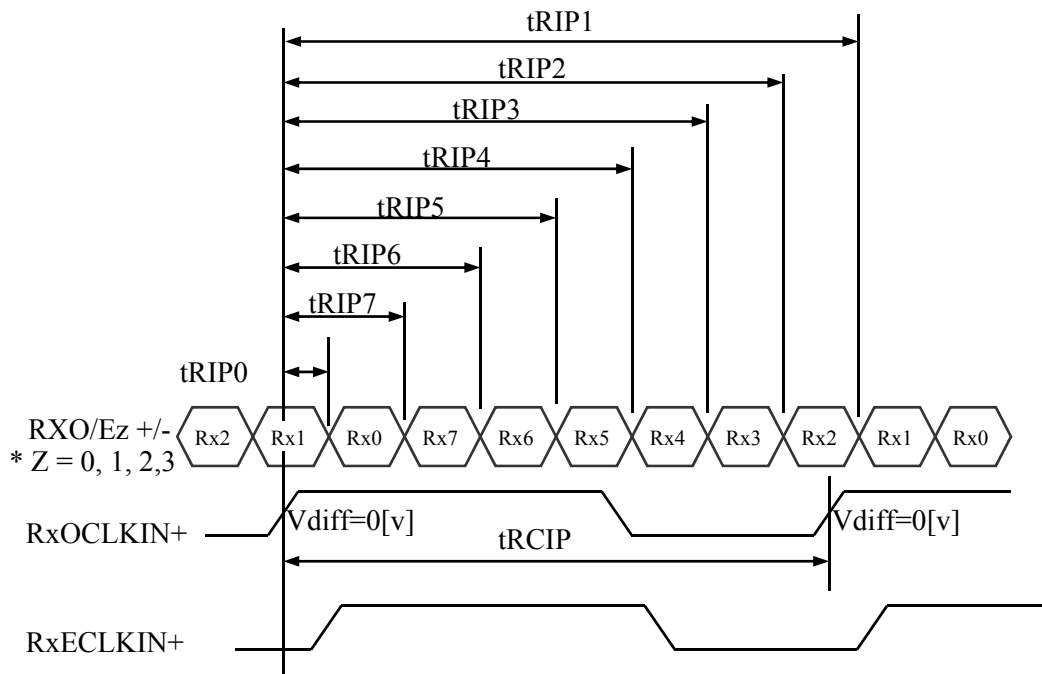 tRIP1
tRIP2
tRIP3
tRIP4
tRIP5
tRIP6
tRIP7
tRIP0
RXO/Ez +/-
* Z = 0, 1, 2,3
Rx2 Rx1 Rx0 Rx7 Rx6 Rx5 Rx4 Rx3 Rx2 Rx1 Rx0
RxOCLKIN+
Vdiff=0[v] Vdiff=0[v]
tRCIP
RxECLKIN+